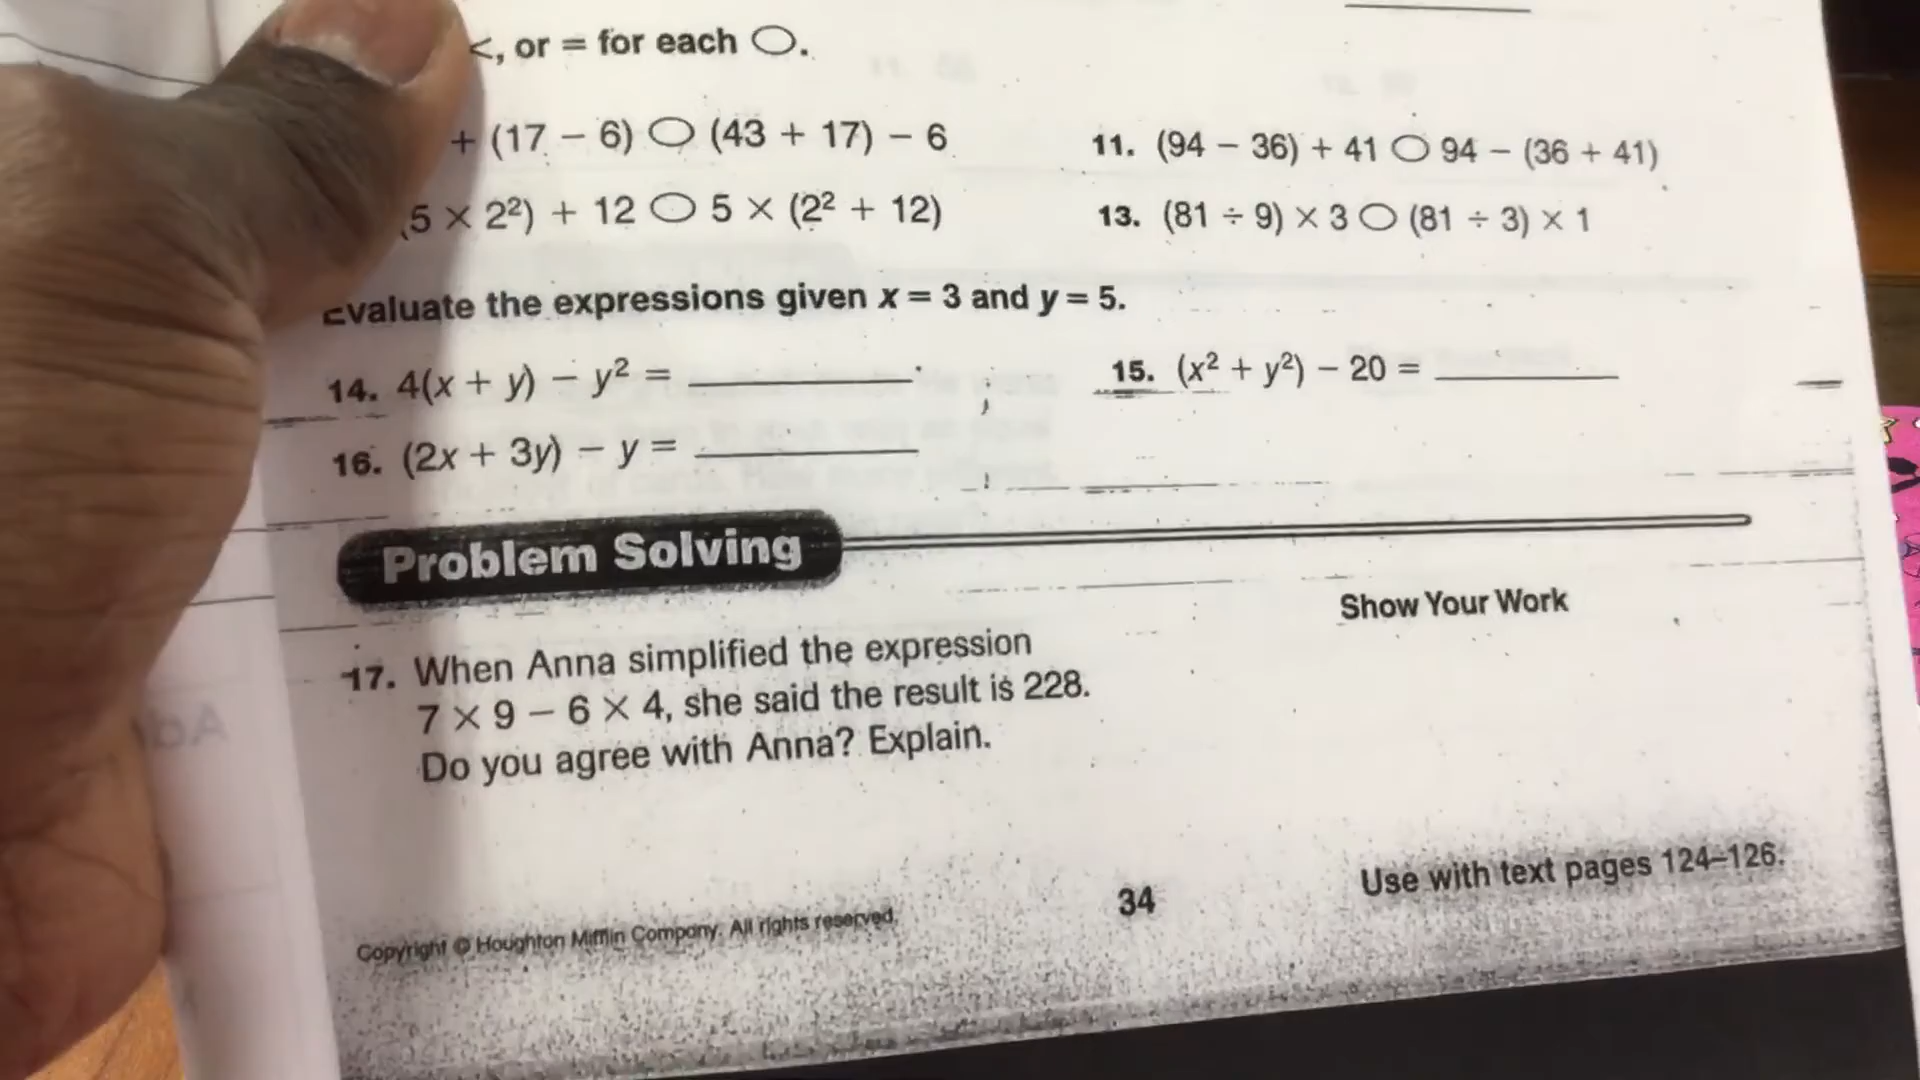 <, or = for each ◯.
+ (17 – 6) ◯ (43 + 17) – 6
11. (94 – 36) + 41 ◯ 94 – (36 + 41)
(5 × 2²) + 12 ◯ 5 × (2² + 12)
13. (81 ÷ 9) × 3 ◯ (81 ÷ 3) × 1
Evaluate the expressions given x = 3 and y = 5.
14. 4(x + y) – y² = ________
15. (x² + y²) – 20 = ________
16. (2x + 3y) – y = ________
Problem Solving
Show Your Work
17. When Anna simplified the expression
7 × 9 – 6 × 4, she said the result is 228.
Do you agree with Anna? Explain.
Copyright © Houghton Mifflin Company. All rights reserved.
34
Use with text pages 124–126.